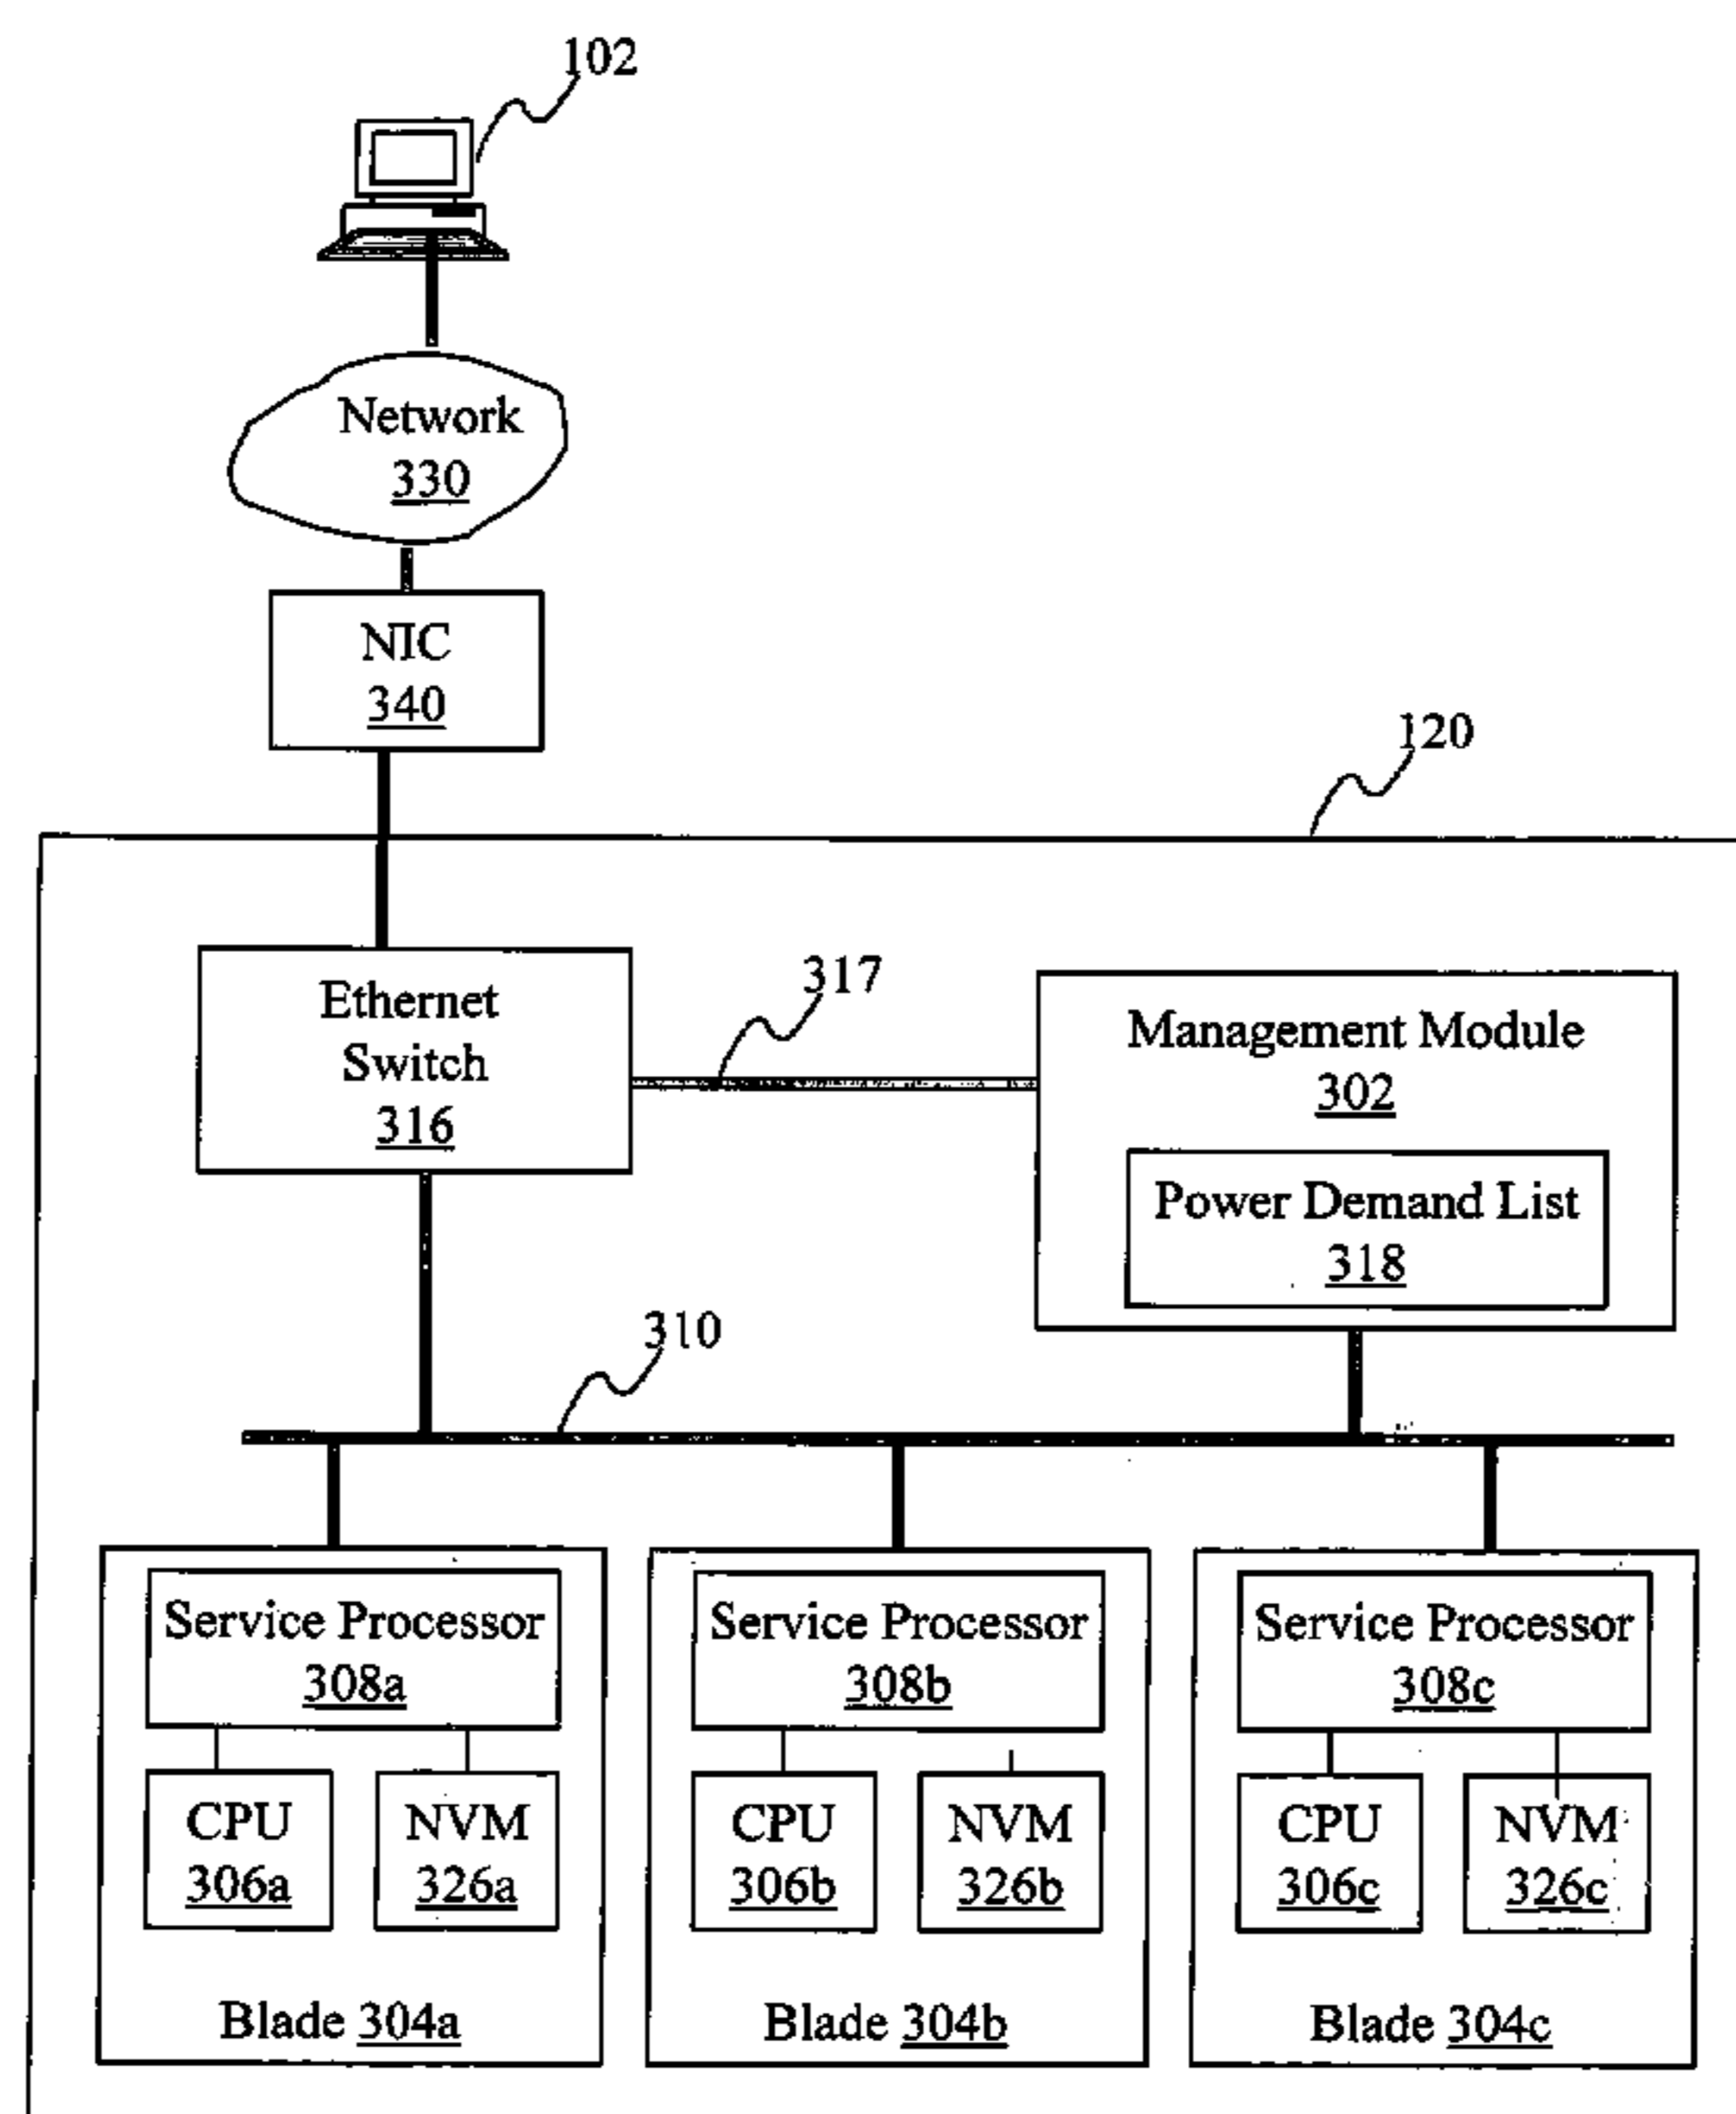 102
Network
330
NIC
340
120
Ethernet
Switch
316
317
Management Module
302
Power Demand List
318
310
Service Processor
308a
CPU
306a
NVM
326a
Blade 304a
Service Processor
308b
CPU
306b
NVM
326b
Blade 304b
Service Processor
308c
CPU
306c
NVM
326c
Blade 304c